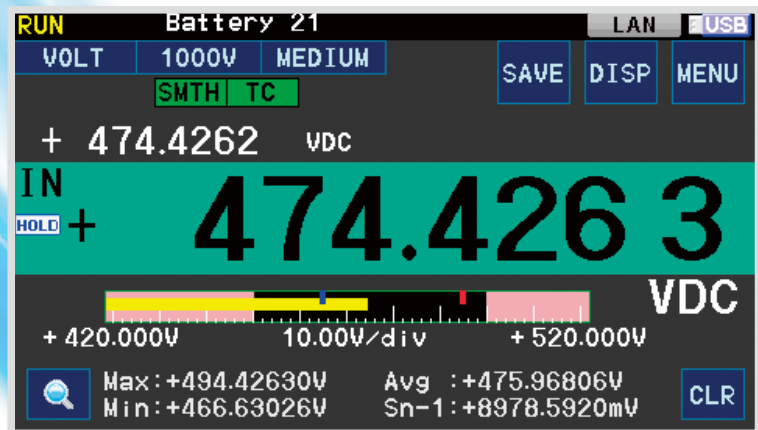 RUN Battery 21 LAN USB
VOLT 1000V MEDIUM SAVE DISP MENU
SMTH TC
+ 474.4262 VDC
IN
HOLD + 474.426 3
VDC
+ 420.000V 10.00V/div + 520.000V
Max:+494.42630V Avg :+475.96806V
Min:+466.63026V Sn-1:+8978.5920mV CLR